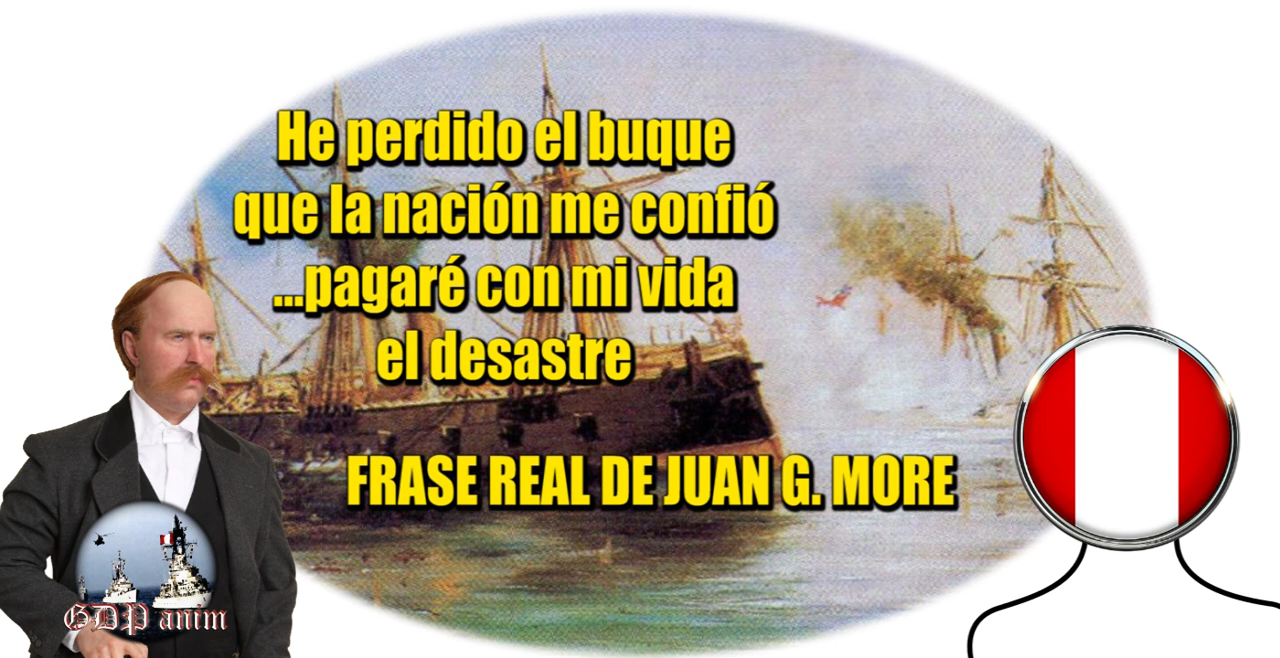 He perdido el buque
que la nación me confió
...pagaré con mi vida
el desastre
FRASE REAL DE JUAN G. MORE
GDP anim